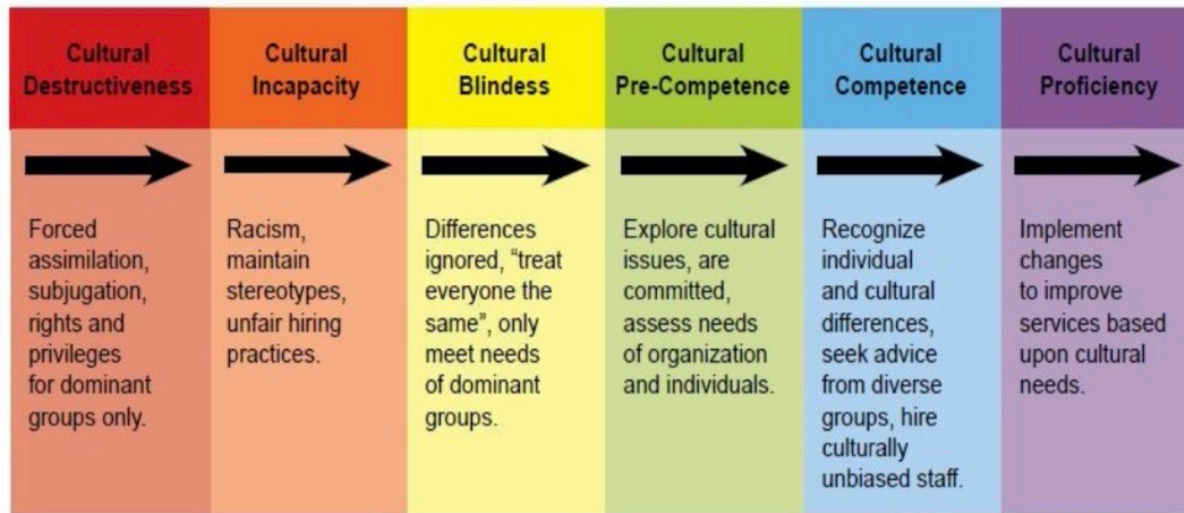 Cultural
Destructiveness
Cultural
Incapacity
Cultural
Blindess
Cultural
Pre-Competence
Cultural
Competence
Cultural
Proficiency
Forced
assimilation,
subjugation,
rights and
privileges
for dominant
groups only.
Racism,
maintain
stereotypes,
unfair hiring
practices.
Differences
ignored, “treat
everyone the
same”, only
meet needs
of dominant
groups.
Explore cultural
issues, are
committed,
assess needs
of organization
and individuals.
Recognize
individual
and cultural
differences,
seek advice
from diverse
groups, hire
culturally
unbiased staff.
Implement
changes
to improve
services based
upon cultural
needs.